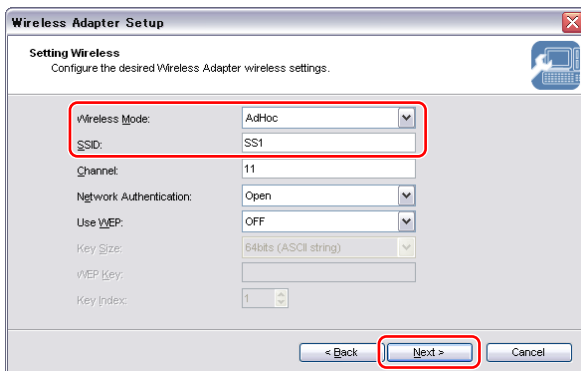 Wireless Adapter Setup
Setting Wireless
Configure the desired Wireless Adapter wireless settings.
Wireless Mode: AdHoc
SSID: SS1
Channel: 11
Network Authentication: Open
Use WEP: OFF
Key Size: 64bits (ASCII string)
WEP Key:
Key Index: 1
< Back Next > Cancel